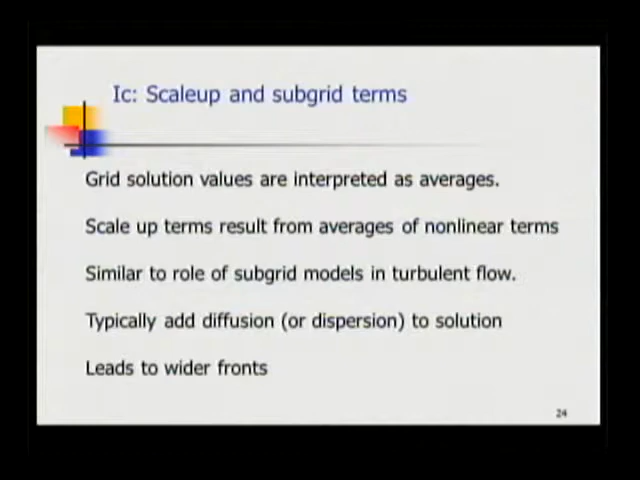 Ic: Scaleup and subgrid terms
Grid solution values are interpreted as averages.
Scale up terms result from averages of nonlinear terms
Similar to role of subgrid models in turbulent flow.
Typically add diffusion (or dispersion) to solution
Leads to wider fronts
24